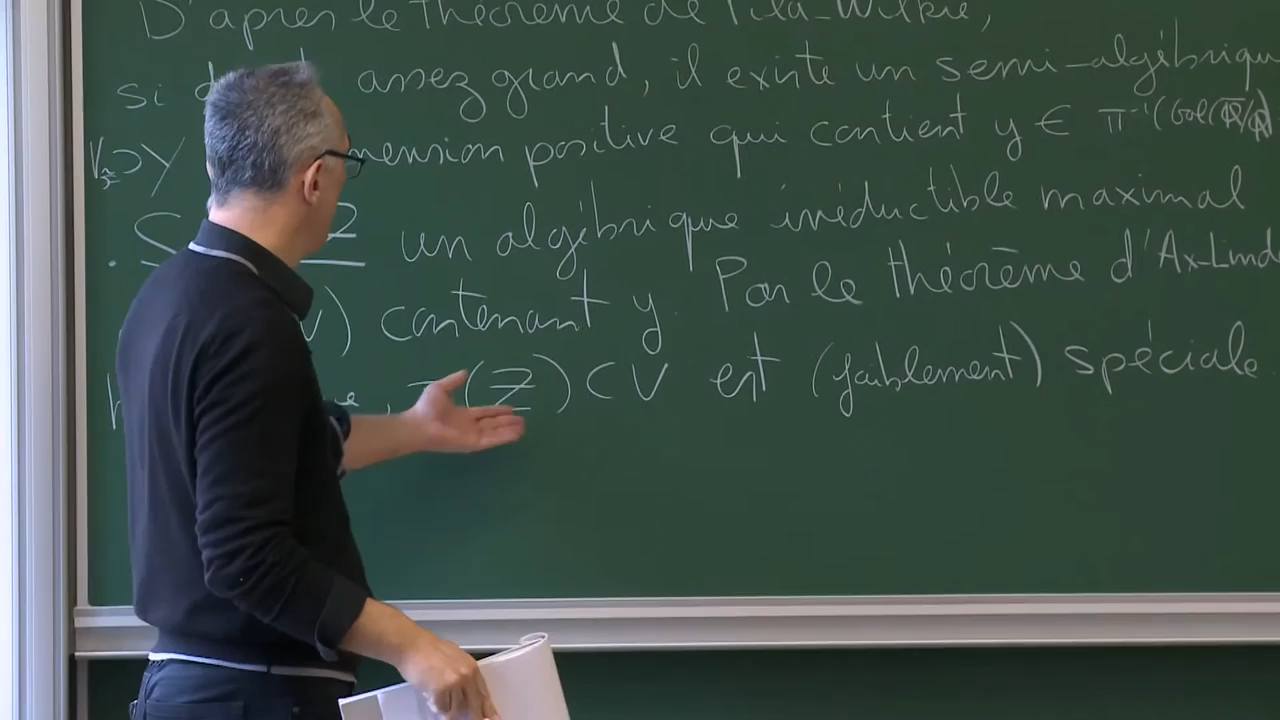 D'après le théorème de Pila-Wilkie,
si assez grand, il existe un semi-algébrique
Y mension positive qui contient y ∈ π⁻¹(Gal(Q̅/Q)
. S Z un algébrique irréductible maximal
V) contenant y. Par le théorème d'Ax-Lind
(Z) ⊂ V est (faiblement) spéciale